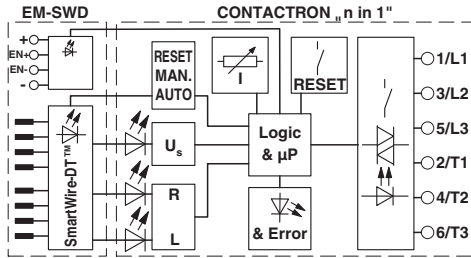 EM-SWD
CONTACTRON „n in 1"
+
EN+
EN-
-
SmartWire-DT™
RESET
MAN.
AUTO
Us
R
L
I
RESET
Logic
& µP
& Error
1/L1
3/L2
5/L3
2/T1
4/T2
6/T3